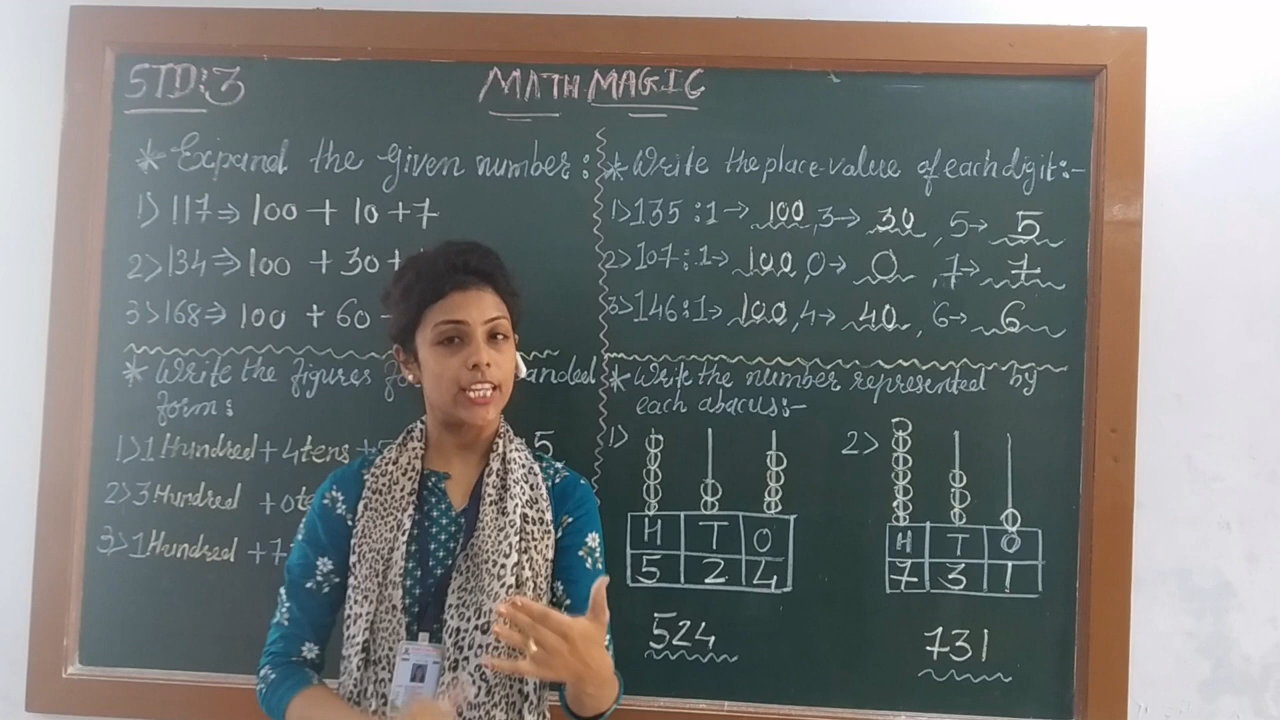 STD:3
MATH MAGIC
* Expand the given number:
1) 117⇒ 100 + 10 + 7
2) 134⇒ 100 + 30 +
3) 168⇒ 100 + 60
* Write the figures
form:
1) 1 Hundred + 4 tens +
5
2) 3 Hundred + 0
3) 1 Hundred + 7
* Write the place-value of each digit:-
1) 135 : 1→ 100, 3→ 30, 5→ 5
2) 107 : 1→ 100, 0→ 0, 7→ 7
3) 146 : 1→ 100, 4→ 40, 6→ 6
* Write the number represented by
each abacus:-
1)
H T O
5 2 4
524
2)
H T O
7 3 1
731